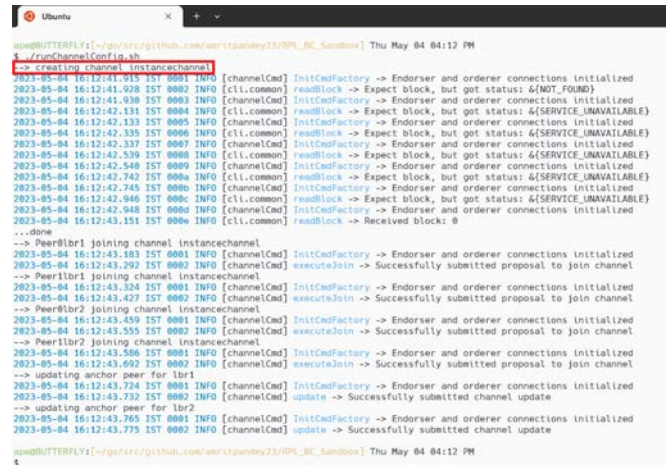 Ubuntu
ape@BUTTERFLY:[~/go/src/github.com/amritpandey23/RPL_BC_Sandbox] Thu May 04 04:12 PM
$ ./runChannelConfig.sh
--> creating channel instancechannel
2023-05-04 16:12:41.915 IST 0001 INFO [channelCmd] InitCmdFactory -> Endorser and orderer connections initialized
2023-05-04 16:12:41.928 IST 0002 INFO [cli.common] readBlock -> Expect block, but got status: &{NOT_FOUND}
2023-05-04 16:12:41.930 IST 0003 INFO [channelCmd] InitCmdFactory -> Endorser and orderer connections initialized
2023-05-04 16:12:42.131 IST 0004 INFO [cli.common] readBlock -> Expect block, but got status: &{SERVICE_UNAVAILABLE}
2023-05-04 16:12:42.133 IST 0005 INFO [channelCmd] InitCmdFactory -> Endorser and orderer connections initialized
2023-05-04 16:12:42.335 IST 0006 INFO [cli.common] readBlock -> Expect block, but got status: &{SERVICE_UNAVAILABLE}
2023-05-04 16:12:42.337 IST 0007 INFO [channelCmd] InitCmdFactory -> Endorser and orderer connections initialized
2023-05-04 16:12:42.539 IST 0008 INFO [cli.common] readBlock -> Expect block, but got status: &{SERVICE_UNAVAILABLE}
2023-05-04 16:12:42.540 IST 0009 INFO [channelCmd] InitCmdFactory -> Endorser and orderer connections initialized
2023-05-04 16:12:42.742 IST 000a INFO [cli.common] readBlock -> Expect block, but got status: &{SERVICE_UNAVAILABLE}
2023-05-04 16:12:42.745 IST 000b INFO [channelCmd] InitCmdFactory -> Endorser and orderer connections initialized
2023-05-04 16:12:42.946 IST 000c INFO [cli.common] readBlock -> Expect block, but got status: &{SERVICE_UNAVAILABLE}
2023-05-04 16:12:42.948 IST 000d INFO [channelCmd] InitCmdFactory -> Endorser and orderer connections initialized
2023-05-04 16:12:43.151 IST 000e INFO [cli.common] readBlock -> Received block: 0
...done
--> Peer0lbr1 joining channel instancechannel
2023-05-04 16:12:43.183 IST 0001 INFO [channelCmd] InitCmdFactory -> Endorser and orderer connections initialized
2023-05-04 16:12:43.292 IST 0002 INFO [channelCmd] executeJoin -> Successfully submitted proposal to join channel
--> Peer1lbr1 joining channel instancechannel
2023-05-04 16:12:43.324 IST 0001 INFO [channelCmd] InitCmdFactory -> Endorser and orderer connections initialized
2023-05-04 16:12:43.427 IST 0002 INFO [channelCmd] executeJoin -> Successfully submitted proposal to join channel
--> Peer0lbr2 joining channel instancechannel
2023-05-04 16:12:43.459 IST 0001 INFO [channelCmd] InitCmdFactory -> Endorser and orderer connections initialized
2023-05-04 16:12:43.555 IST 0002 INFO [channelCmd] executeJoin -> Successfully submitted proposal to join channel
--> Peer1lbr2 joining channel instancechannel
2023-05-04 16:12:43.586 IST 0001 INFO [channelCmd] InitCmdFactory -> Endorser and orderer connections initialized
2023-05-04 16:12:43.692 IST 0002 INFO [channelCmd] executeJoin -> Successfully submitted proposal to join channel
--> updating anchor peer for lbr1
2023-05-04 16:12:43.724 IST 0001 INFO [channelCmd] InitCmdFactory -> Endorser and orderer connections initialized
2023-05-04 16:12:43.732 IST 0002 INFO [channelCmd] update -> Successfully submitted channel update
--> updating anchor peer for lbr2
2023-05-04 16:12:43.765 IST 0001 INFO [channelCmd] InitCmdFactory -> Endorser and orderer connections initialized
2023-05-04 16:12:43.775 IST 0002 INFO [channelCmd] update -> Successfully submitted channel update
ape@BUTTERFLY:[~/go/src/github.com/amritpandey23/RPL_BC_Sandbox] Thu May 04 04:12 PM
$